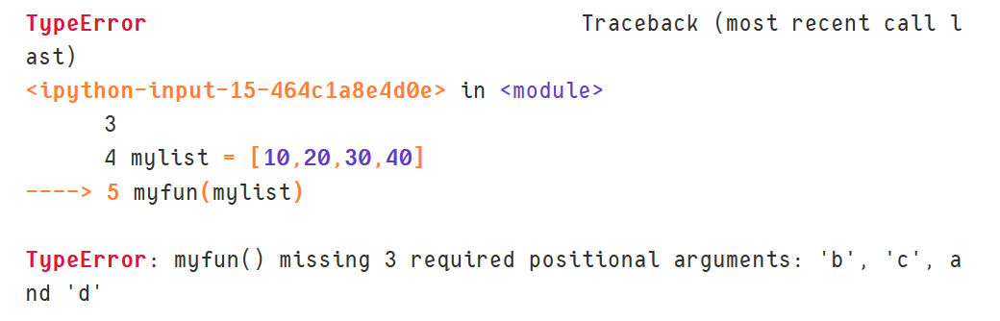 TypeError Traceback (most recent call l
ast)
<ipython-input-15-464c1a8e4d0e> in <module>
3
4 mylist = [10,20,30,40]
----> 5 myfun(mylist)
TypeError: myfun() missing 3 required positional arguments: 'b', 'c', a
nd 'd'